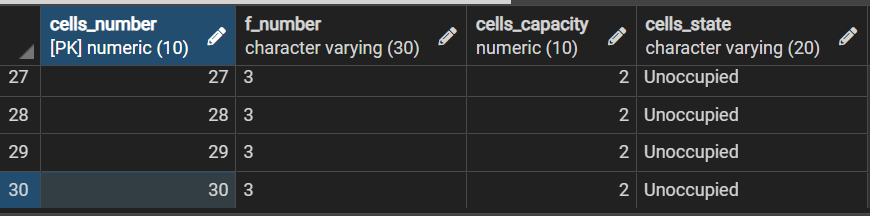 cells_number f_number cells_capacity cells_state
[PK] numeric (10) character varying (30) numeric (10) character varying (20)
27 27 3 2 Unoccupied
28 28 3 2 Unoccupied
29 29 3 2 Unoccupied
30 30 3 2 Unoccupied